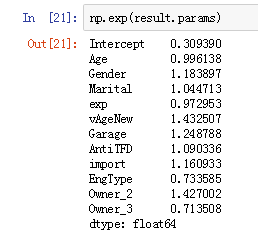 In [21]: np.exp(result.params)
Out[21]: Intercept 0.309390
Age 0.996138
Gender 1.183897
Marital 1.044713
exp 0.972953
vAgeNew 1.432507
Garage 1.248788
AntiTFD 1.090336
import 1.160933
EngType 0.733585
Owner_2 1.427002
Owner_3 0.713508
dtype: float64